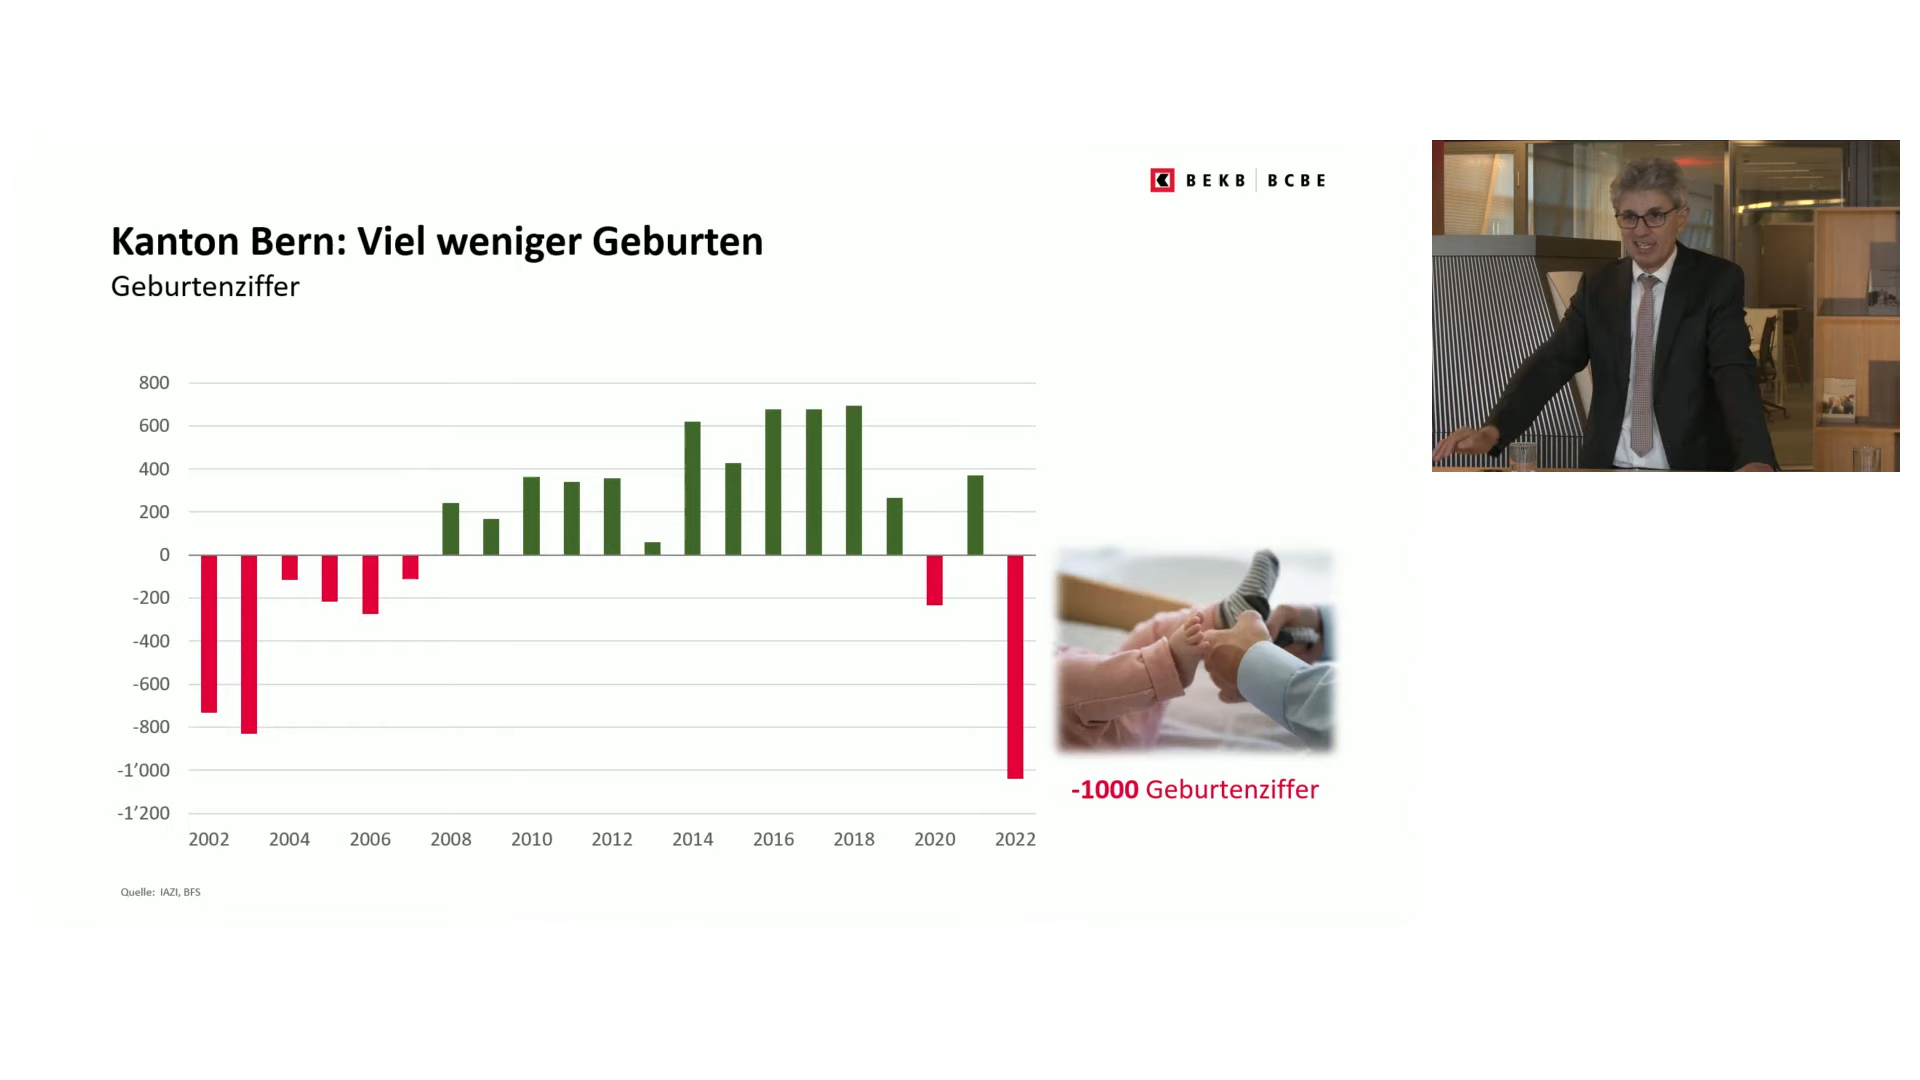 BEKB | BCBE
Kanton Bern: Viel weniger Geburten
Geburtenziffer
800
600
400
200
0
-200
-400
-600
-800
-1’000
-1’200
2002 2004 2006 2008 2010 2012 2014 2016 2018 2020 2022
-1000 Geburtenziffer
Quelle: IAZI, BFS